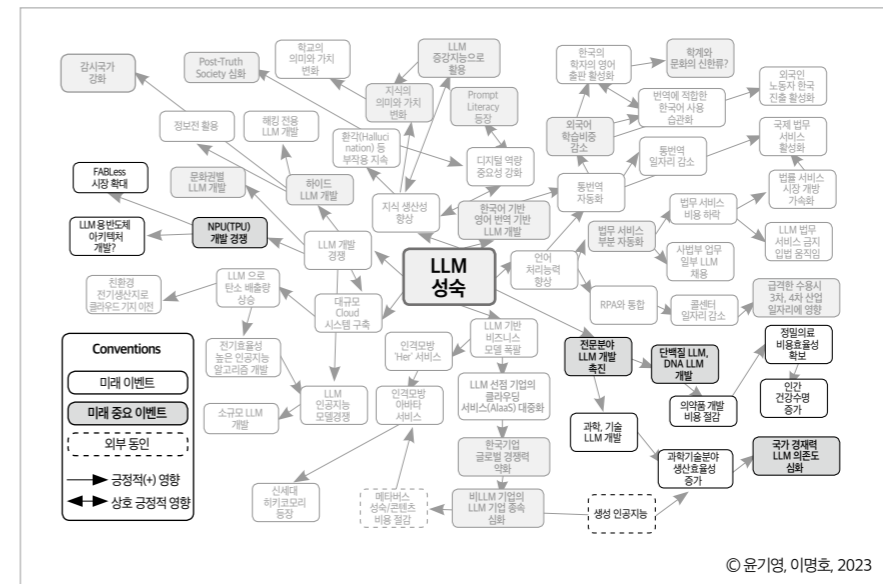 감시국가
강화
Post-Truth
Society 심화
학교의
의미와 가치
변화
LLM
증강지능으로
활용
지식의
의미와 가치
변화
Prompt
Literacy
등장
한국의
학자의 영어
출판 활성화
학계와
문화의 신한류?
외국인
노동자 한국
진출 활성화
번역에 적합한
한국어 사용
습관화
정보전 활용
해킹 전용
LLM 개발
환각(Halluci
nation) 등
부작용 지속
디지털 역량
중요성 강화
외국어
학습비중
감소
통번역
일자리 감소
국제 법무
서비스
활성화
FABLess
시장 확대
문화권별
LLM 개발
하이드
LLM 개발
지식 생산성
향상
한국어 기반
영어 번역 기반
LLM 개발
통번역
자동화
법무 서비스
비용 하락
법률 서비스
시장 개방
가속화
LLM용반도체
아키텍처
개발?
NPU(TPU)
개발 경쟁
LLM 개발
경쟁
LLM
성숙
언어
처리능력
향상
법무 서비스
부분 자동화
사법부 업무
일부 LLM
채용
LLM 법무
서비스 금지
입법 움직임
친환경
전기생산지로
클라우드 기지 이전
LLM 으로
탄소 배출량
상승
대규모
Cloud
시스템 구축
RPA와 통합
콜센터
일자리 감소
급격한 수용시
3차, 4차 산업
일자리에 영향
전기효율성
높은 인공지능
알고리즘 개발
인격모방
'Her' 서비스
LLM 기반
비즈니스
모델 폭발
전문분야
LLM 개발
촉진
단백질 LLM,
DNA LLM
개발
정밀의료
비용효율성
확보
소규모 LLM
개발
LLM
인공지능
모델경쟁
인격모방
아바타
서비스
LLM 선점 기업의
클라우딩
서비스(AIaaS) 대중화
과학, 기술
LLM 개발
의약품 개발
비용 절감
인간
건강수명
증가
한국기업
글로벌 경쟁력
약화
과학기술분야
생산효율성
증가
국가 경재력
LLM 의존도
심화
신세대
히키코모리
등장
메타버스
성숙/콘텐츠
비용 절감
비LLM 기업의
LLM 기업 종속
심화
생성 인공지능
Conventions
미래 이벤트
미래 중요 이벤트
외부 동인
긍정적(+) 영향
상호 긍정적 영향
© 윤기영, 이명호, 2023